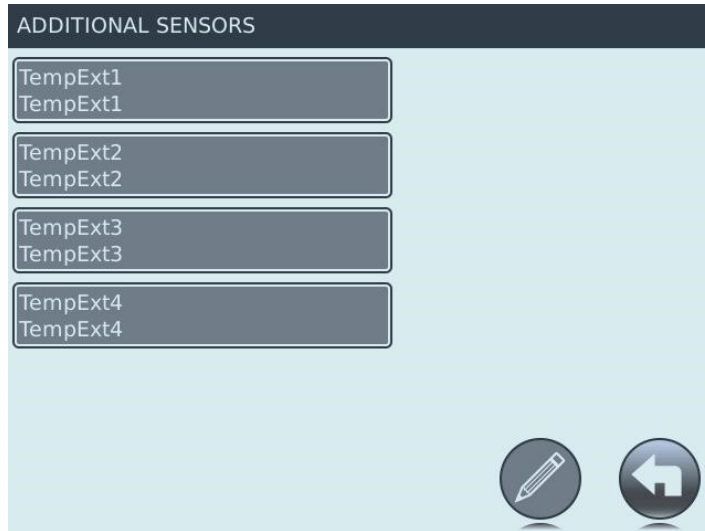 ADDITIONAL SENSORS
TempExt1
TempExt1
TempExt2
TempExt2
TempExt3
TempExt3
TempExt4
TempExt4